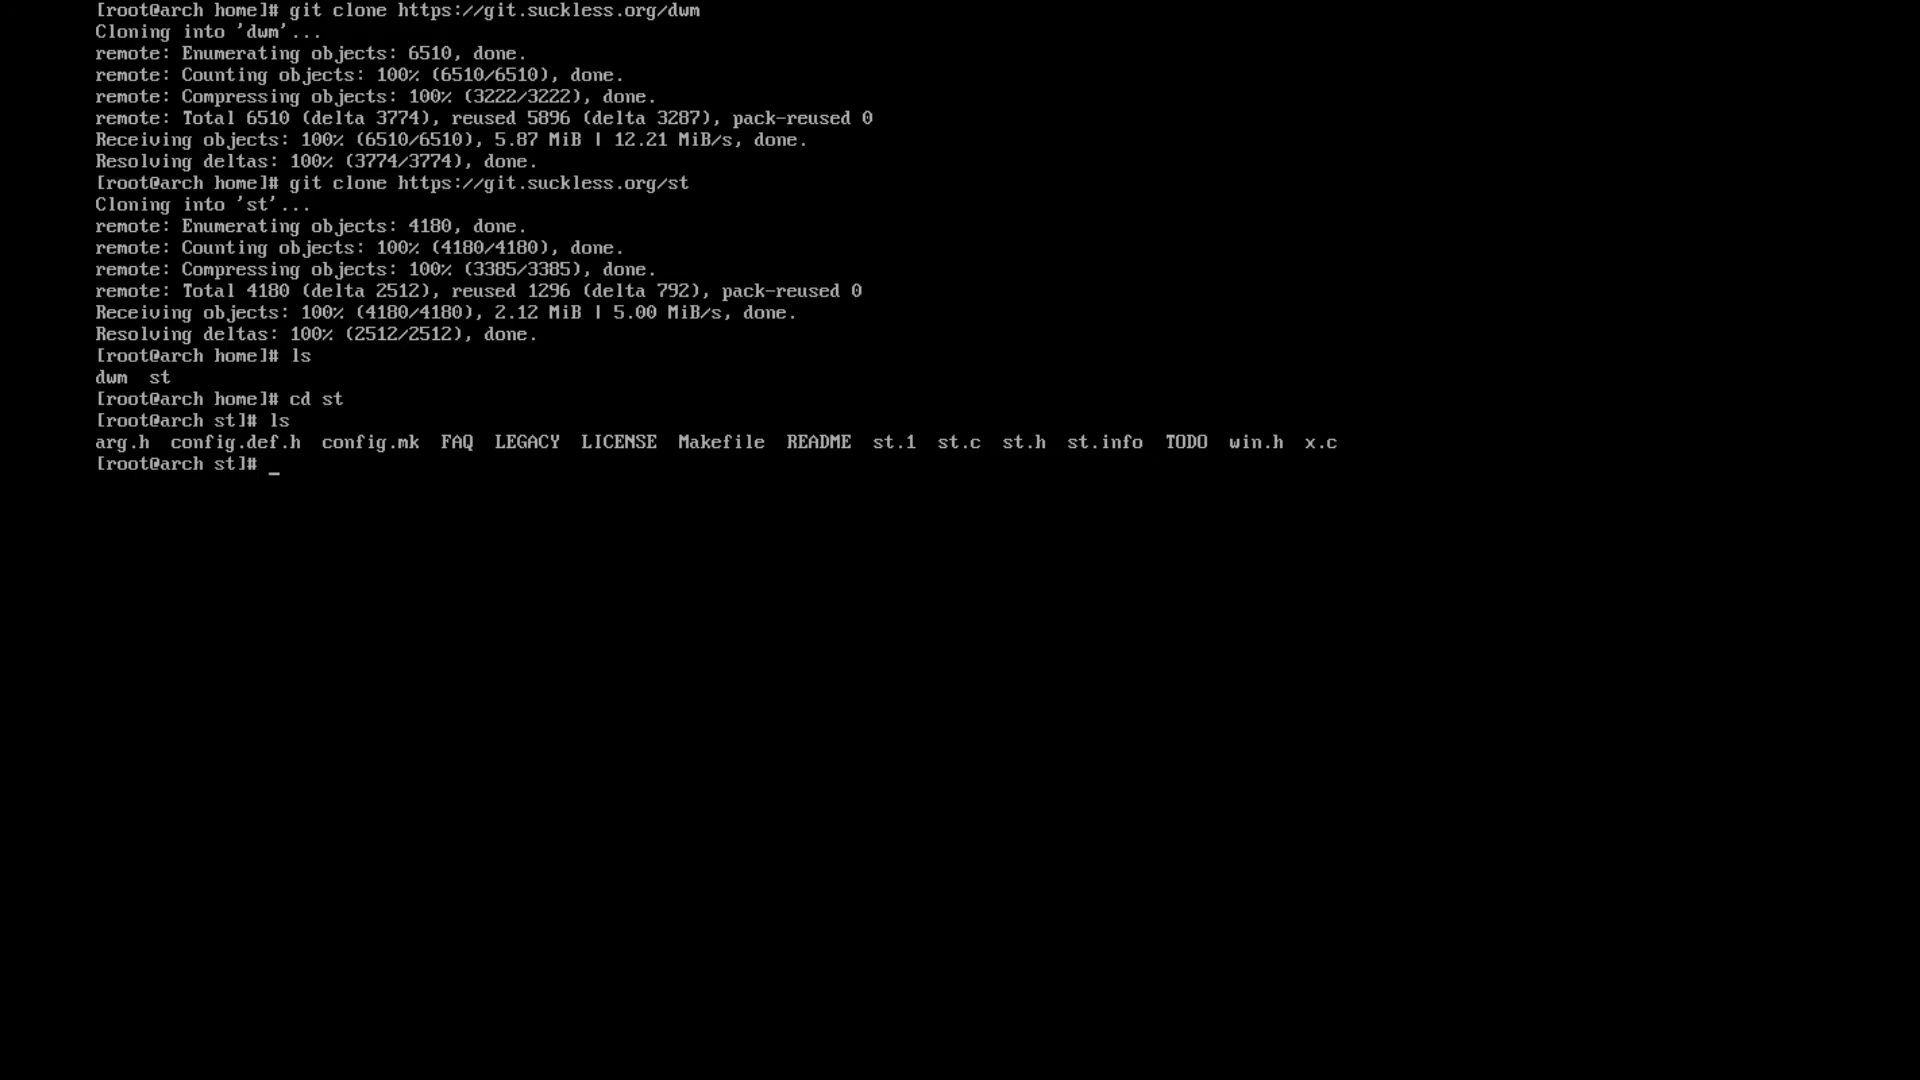 [root@arch home]# git clone https://git.suckless.org/dwm
Cloning into 'dwm'...
remote: Enumerating objects: 6510, done.
remote: Counting objects: 100% (6510/6510), done.
remote: Compressing objects: 100% (3222/3222), done.
remote: Total 6510 (delta 3774), reused 5896 (delta 3287), pack-reused 0
Receiving objects: 100% (6510/6510), 5.87 MiB | 12.21 MiB/s, done.
Resolving deltas: 100% (3774/3774), done.
[root@arch home]# git clone https://git.suckless.org/st
Cloning into 'st'...
remote: Enumerating objects: 4180, done.
remote: Counting objects: 100% (4180/4180), done.
remote: Compressing objects: 100% (3385/3385), done.
remote: Total 4180 (delta 2512), reused 1296 (delta 792), pack-reused 0
Receiving objects: 100% (4180/4180), 2.12 MiB | 5.00 MiB/s, done.
Resolving deltas: 100% (2512/2512), done.
[root@arch home]# ls
dwm  st
[root@arch home]# cd st
[root@arch st]# ls
arg.h  config.def.h  config.mk  FAQ  LEGACY  LICENSE  Makefile  README  st.1  st.c  st.h  st.info  TODO  win.h  x.c
[root@arch st]# _